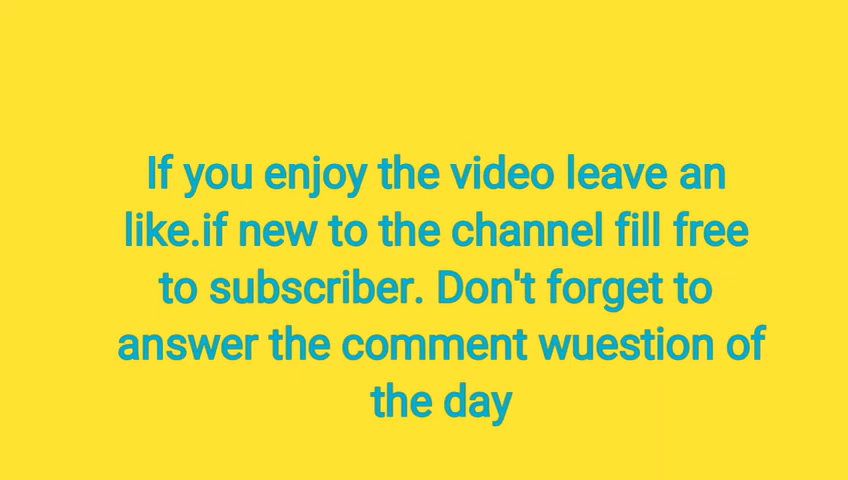 If you enjoy the video leave an
like.if new to the channel fill free
to subscriber. Don't forget to
answer the comment wuestion of
the day